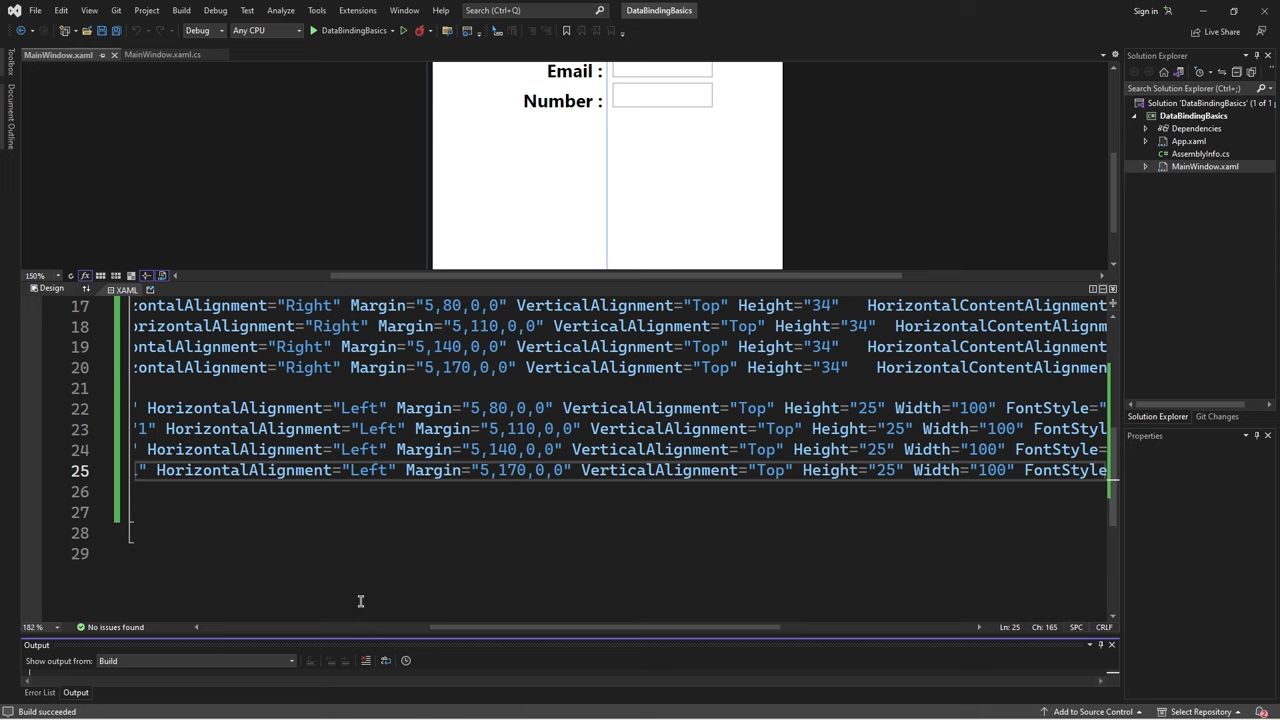 File Edit View Git Project Build Debug Test Analyze Tools Extensions Window Help Search (Ctrl+Q) DataBindingBasics Sign in
Debug Any CPU DataBindingBasics Live Share
MainWindow.xaml MainWindow.xaml.cs
Toolbox
Document Outline
Email :
Number :
150%
Design XAML
17 zontalAlignment="Right" Margin="5,80,0,0" VerticalAlignment="Top" Height="34" HorizontalContentAlignment
18 orizontalAlignment="Right" Margin="5,110,0,0" VerticalAlignment="Top" Height="34" HorizontalContentAlignm
19 ontalAlignment="Right" Margin="5,140,0,0" VerticalAlignment="Top" Height="34" HorizontalContentAlignment
20 zontalAlignment="Right" Margin="5,170,0,0" VerticalAlignment="Top" Height="34" HorizontalContentAlignmen
21
22 " HorizontalAlignment="Left" Margin="5,80,0,0" VerticalAlignment="Top" Height="25" Width="100" FontStyle="
23 "1" HorizontalAlignment="Left" Margin="5,110,0,0" VerticalAlignment="Top" Height="25" Width="100" FontStyl
24 " HorizontalAlignment="Left" Margin="5,140,0,0" VerticalAlignment="Top" Height="25" Width="100" FontStyle=
25 " HorizontalAlignment="Left" Margin="5,170,0,0" VerticalAlignment="Top" Height="25" Width="100" FontStyle
26
27
28
29
182 % No issues found Ln: 25 Ch: 165 SPC CRLF
Output
Show output from: Build
Error List Output
Build succeeded Add to Source Control Select Repository 2
Solution Explorer
Search Solution Explorer (Ctrl+;)
Solution 'DataBindingBasics' (1 of 1
DataBindingBasics
Dependencies
App.xaml
C# AssemblyInfo.cs
MainWindow.xaml
Solution Explorer Git Changes
Properties